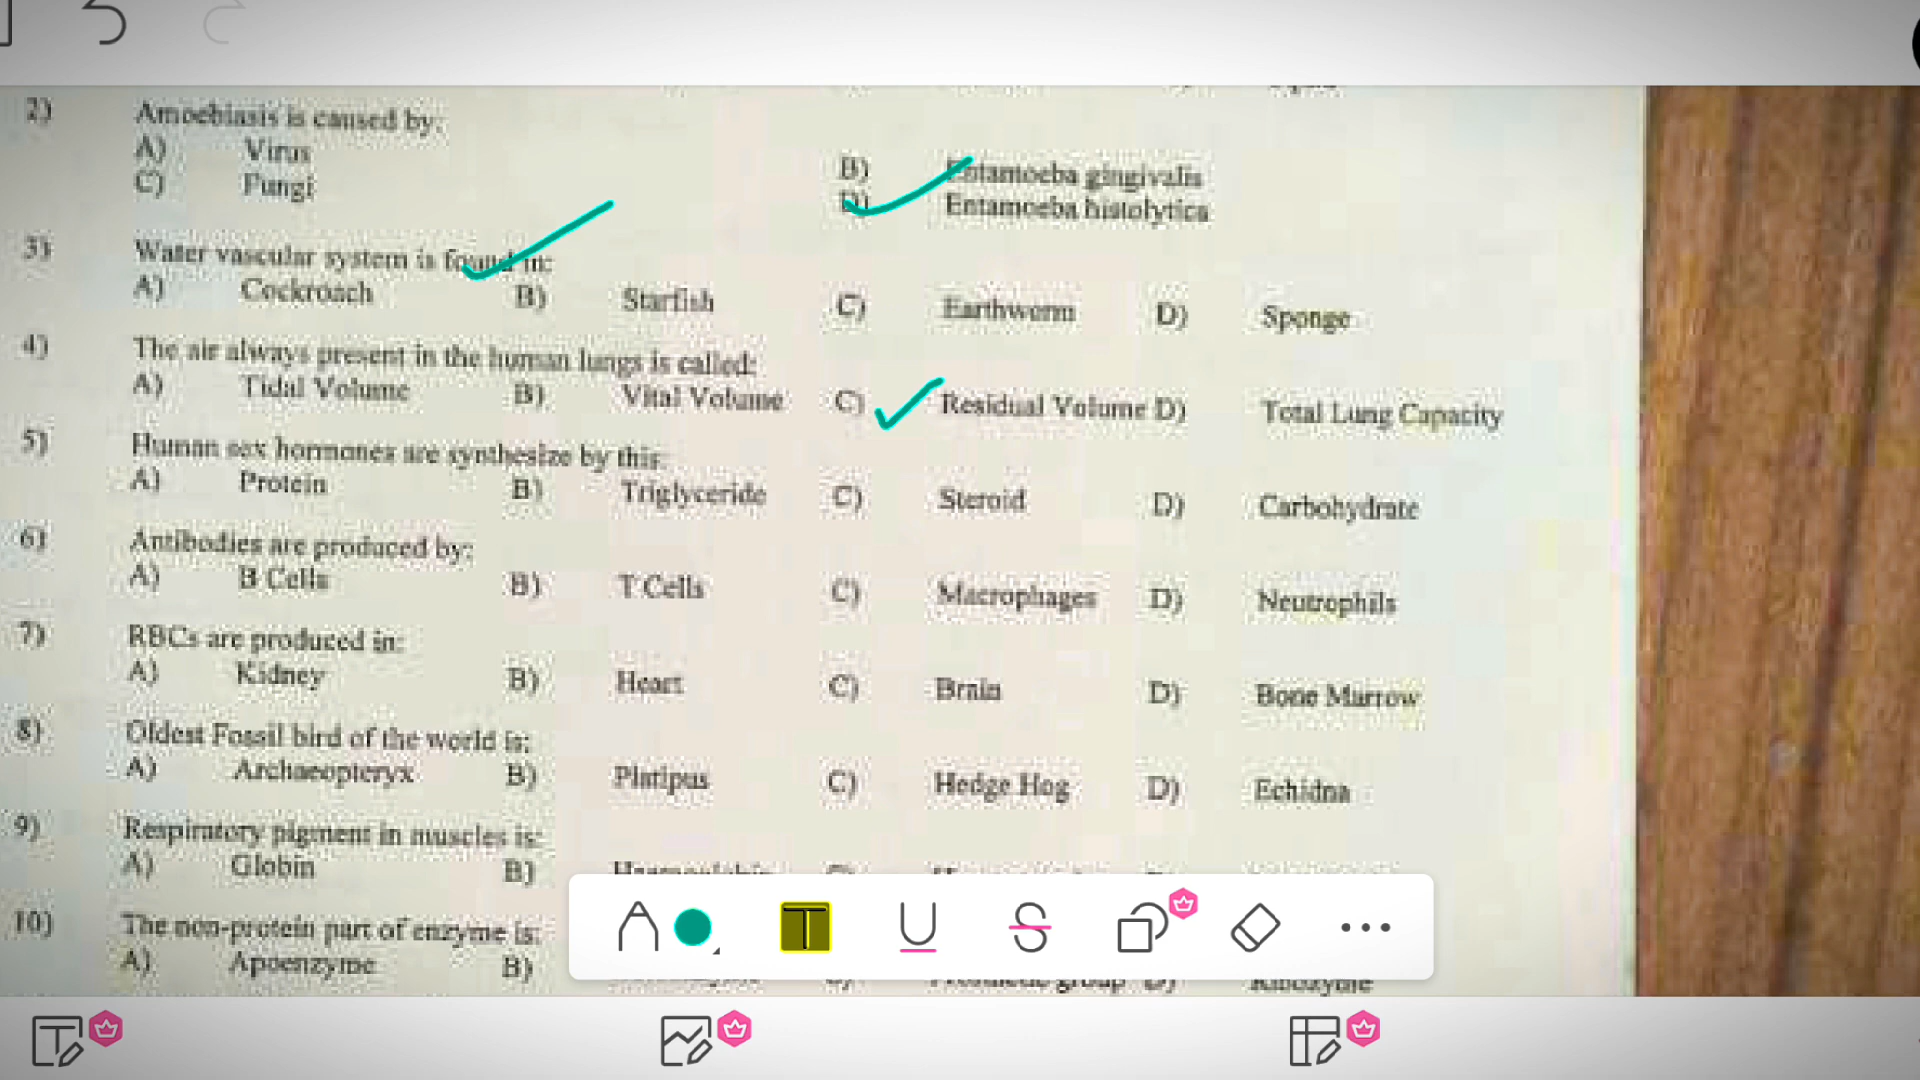 2) Amoebiasis is caused by:
A) Virus B) Entamoeba gingivalis
C) Fungi D) Entamoeba histolytica
3) Water vascular system is found in:
A) Cockroach B) Starfish C) Earthworm D) Sponge
4) The air always present in the human lungs is called:
A) Tidal Volume B) Vital Volume C) Residual Volume D) Total Lung Capacity
5) Human sex hormones are synthesize by this:
A) Protein B) Triglyceride C) Steroid D) Carbohydrate
6) Antibodies are produced by:
A) B Cells B) T Cells C) Macrophages D) Neutrophils
7) RBCs are produced in:
A) Kidney B) Heart C) Brain D) Bone Marrow
8) Oldest Fossil bird of the world is:
A) Archaeopteryx B) Platipus C) Hedge Hog D) Echidna
9) Respiratory pigment in muscles is:
A) Globin B)
10) The non-protein part of enzyme is:
A) Apoenzyme B)